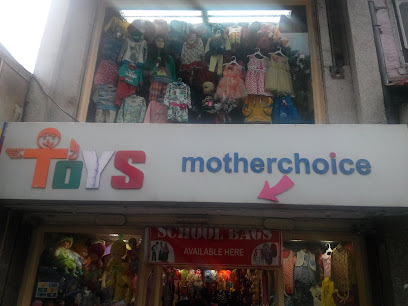 TOYS
motherchoice
SCHOOL BAGS
AVAILABLE HERE